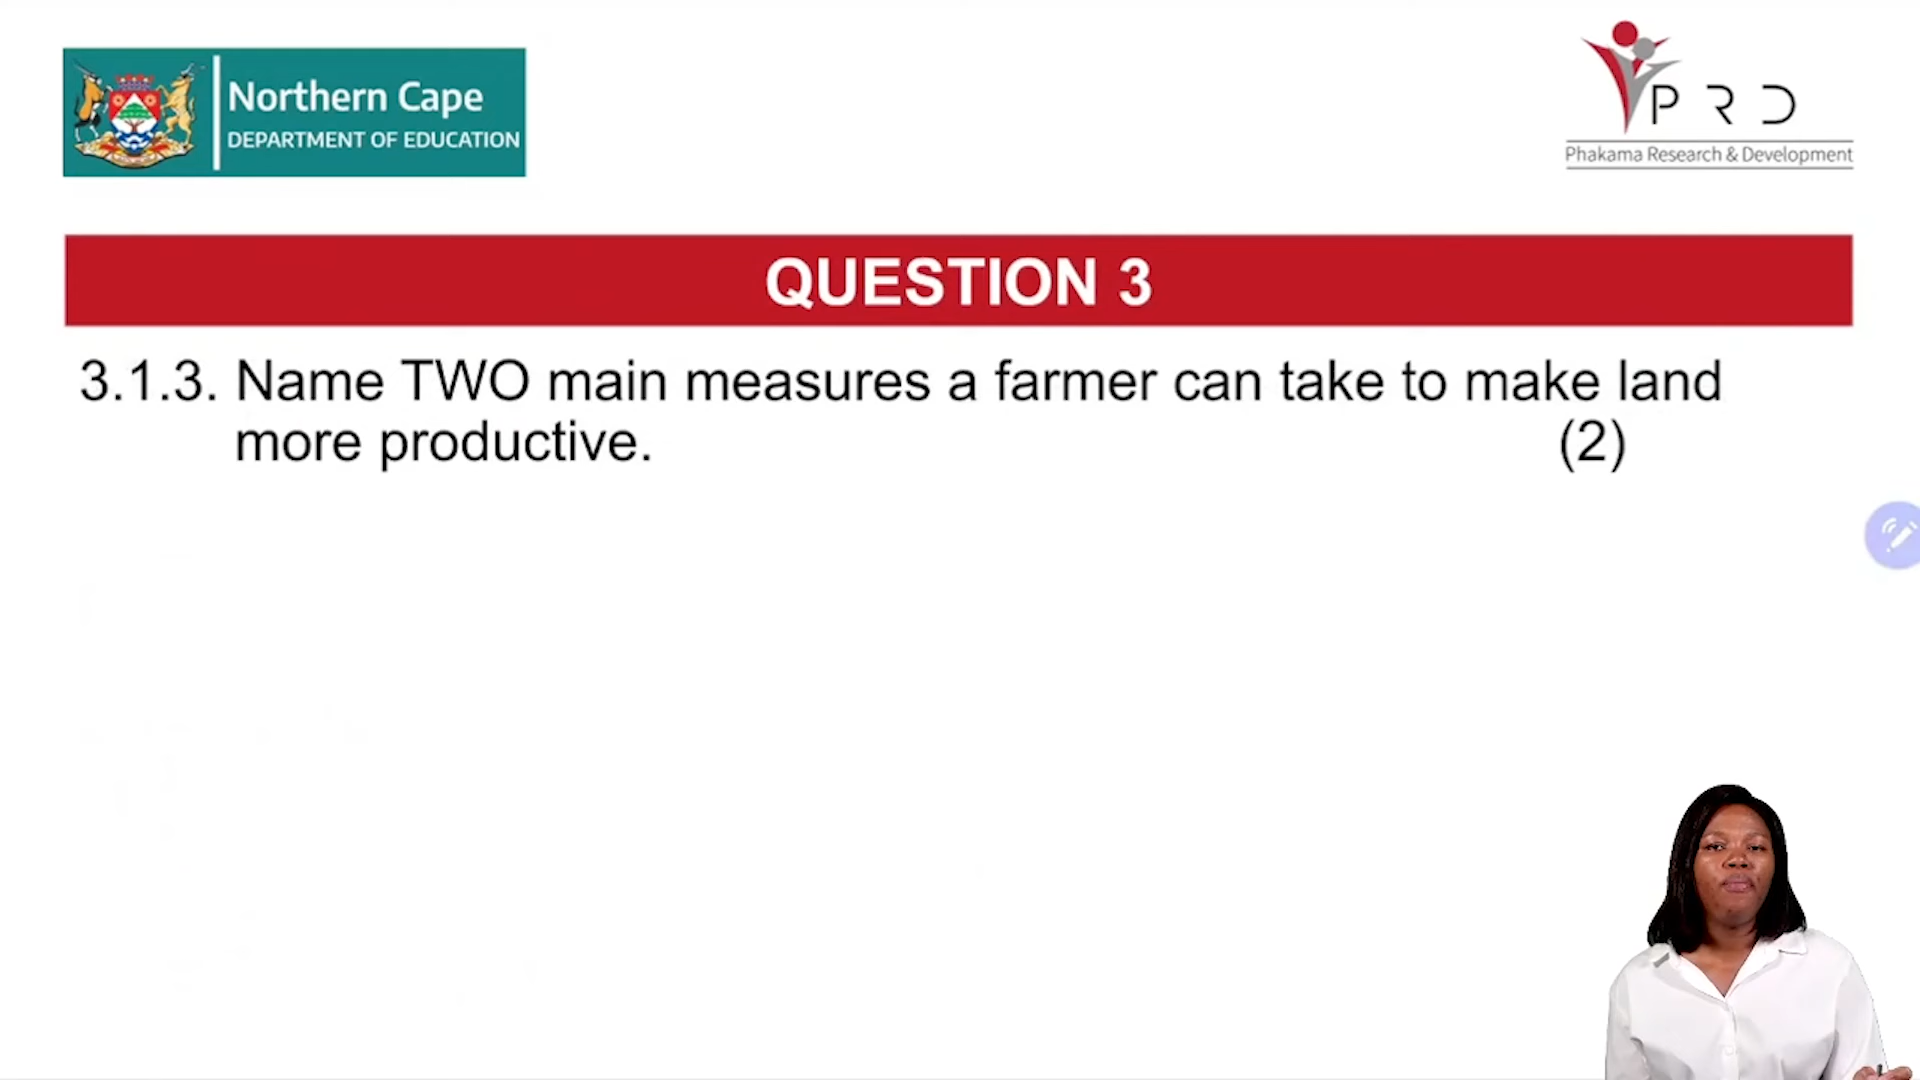 Northern Cape
DEPARTMENT OF EDUCATION
PRD
Phakama Research & Development
QUESTION 3
3.1.3. Name TWO main measures a farmer can take to make land
more productive. (2)